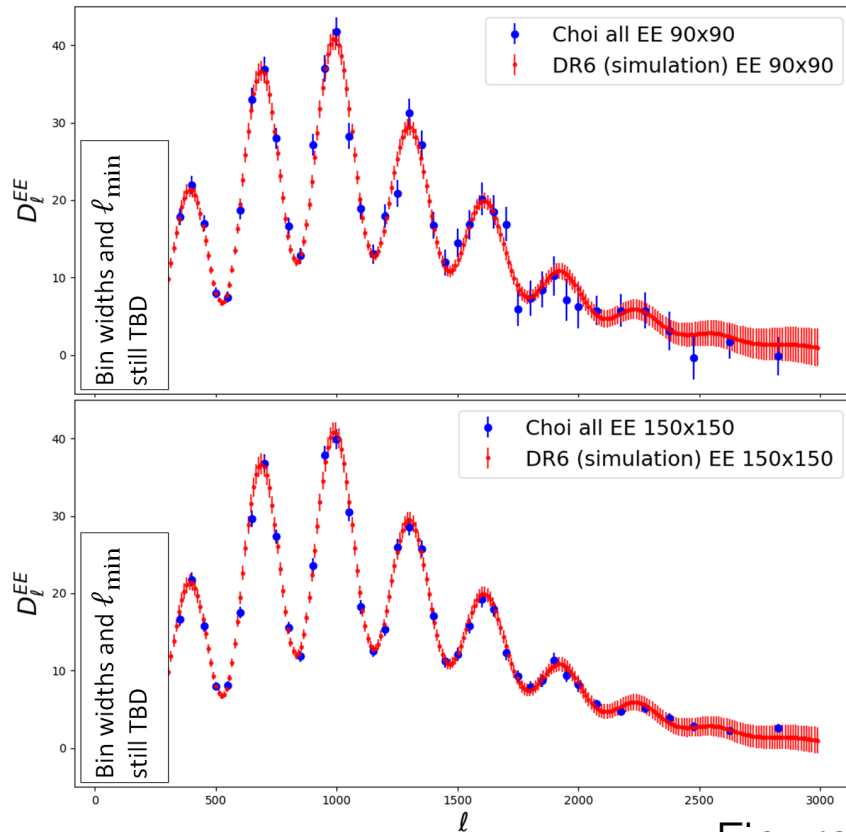 40
30
20
10
0
D_ℓ^{EE}
Bin widths and ℓ_min
still TBD
Choi all EE 90x90
DR6 (simulation) EE 90x90
40
30
20
10
0
D_ℓ^{EE}
Bin widths and ℓ_min
still TBD
Choi all EE 150x150
DR6 (simulation) EE 150x150
0 500 1000 1500 2000 2500 3000
ℓ